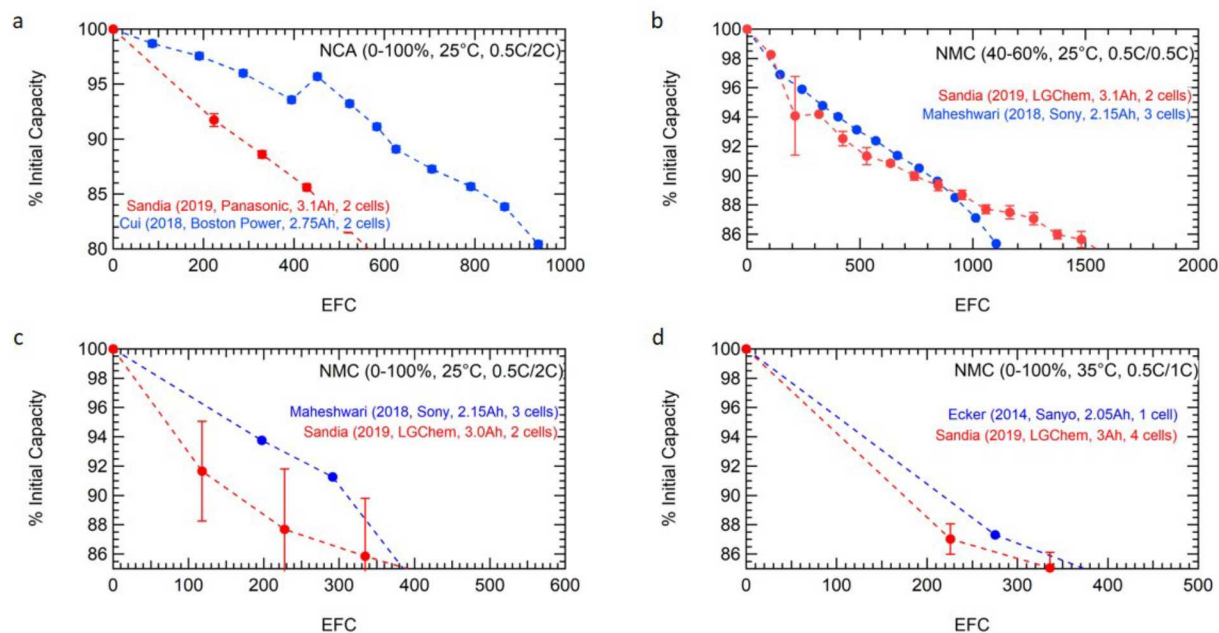 a
100
95
90
85
80
% Initial Capacity
NCA (0-100%, 25°C, 0.5C/2C)
Sandia (2019, Panasonic, 3.1Ah, 2 cells)
Cui (2018, Boston Power, 2.75Ah, 2 cells)
0 200 400 600 800 1000
EFC
b
100
98
96
94
92
90
88
86
% Initial Capacity
NMC (40-60%, 25°C, 0.5C/0.5C)
Sandia (2019, LGChem, 3.1Ah, 2 cells)
Maheshwari (2018, Sony, 2.15Ah, 3 cells)
0 500 1000 1500 2000
EFC
c
100
98
96
94
92
90
88
86
% Initial Capacity
NMC (0-100%, 25°C, 0.5C/2C)
Maheshwari (2018, Sony, 2.15Ah, 3 cells)
Sandia (2019, LGChem, 3.0Ah, 2 cells)
0 100 200 300 400 500 600
EFC
d
100
98
96
94
92
90
88
86
% Initial Capacity
NMC (0-100%, 35°C, 0.5C/1C)
Ecker (2014, Sanyo, 2.05Ah, 1 cell)
Sandia (2019, LGChem, 3Ah, 4 cells)
0 100 200 300 400 500
EFC